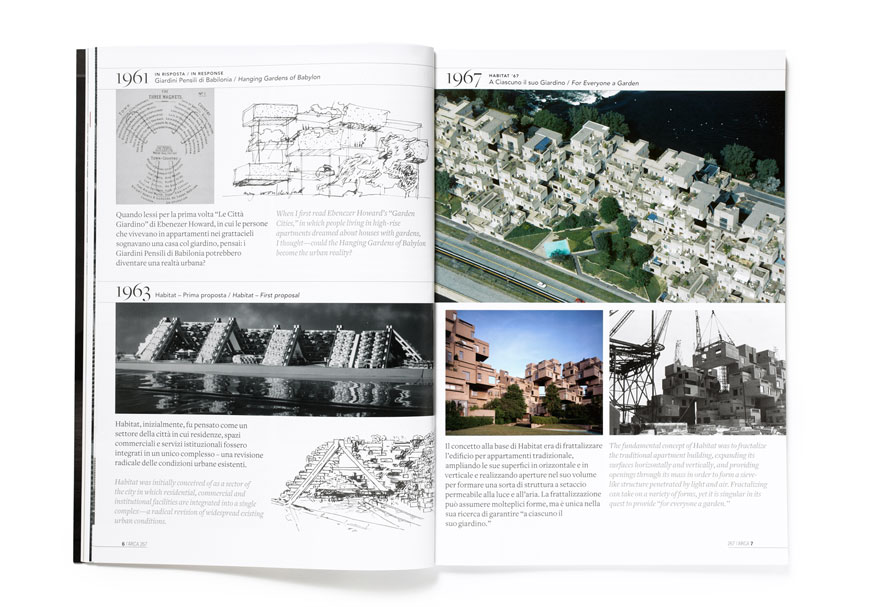 1961
IN RISPOSTA / IN RESPONSE
Giardini Pensili di Babilonia / Hanging Gardens of Babylon
THE
THREE MAGNETS.
Nº 1.
TOWN-COUNTRY
Quando lessi per la prima volta “Le Città
Giardino” di Ebenezer Howard, in cui le persone
che vivevano in appartamenti nei grattacieli
sognavano una casa col giardino, pensai: i
Giardini Pensili di Babilonia potrebbero
diventare una realtà urbana?
When I first read Ebenezer Howard's “Garden
Cities,” in which people living in high-rise
apartments dreamed about houses with gardens,
I thought—could the Hanging Gardens of Babylon
become the urban reality?
1963
Habitat – Prima proposta / Habitat – First proposal
Habitat, inizialmente, fu pensato come un
settore della città in cui residenze, spazi
commerciali e servizi istituzionali fossero
integrati in un unico complesso – una revisione
radicale delle condizioni urbane esistenti.
Habitat was initially conceived of as a sector of
the city in which residential, commercial and
institutional facilities are integrated into a single
complex—a radical revision of widespread existing
urban conditions.
6 l'ARCA 267
1967
HABITAT '67
A Ciascuno il suo Giardino / For Everyone a Garden
Il concetto alla base di Habitat era di frattalizzare
l'edificio per appartamenti tradizionale,
ampliando le sue superfici in orizzontale e in
verticale e realizzando aperture nel suo volume
per formare una sorta di struttura a setaccio
permeabile alla luce e all'aria. La frattalizzazione
può assumere molteplici forme, ma è unica nella
sua ricerca di garantire “a ciascuno il
suo giardino.”
The fundamental concept of Habitat was to fractalize
the traditional apartment building, expanding its
surfaces horizontally and vertically, and providing
openings through its mass in order to form a sieve-
like structure penetrated by light and air. Fractalizing
can take on a variety of forms, yet it is singular in its
quest to provide “for everyone a garden.”
267 l'ARCA 7